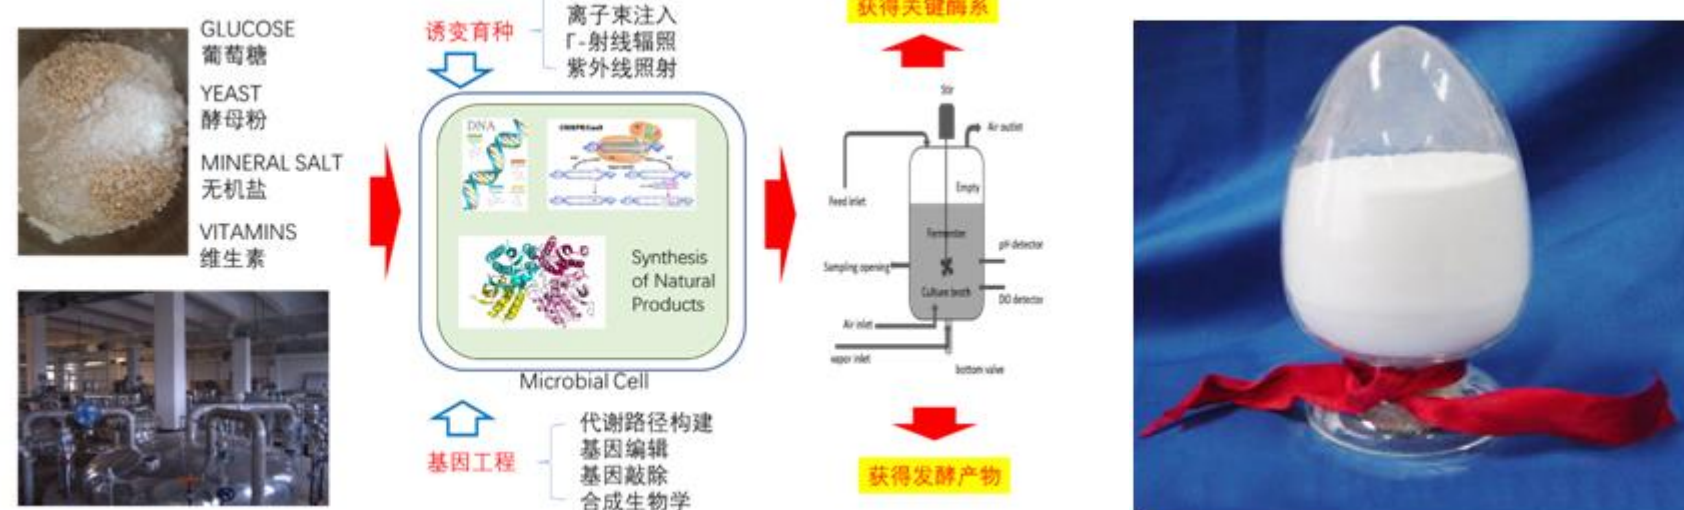 GLUCOSE
葡萄糖
YEAST
酵母粉
MINERAL SALT
无机盐
VITAMINS
维生素
诱变育种
离子束注入
Γ-射线辐照
紫外线照射
DNA
Synthesis
of Natural
Products
Microbial Cell
基因工程
代谢路径构建
基因编辑
基因敲除
合成生物学
获得关键酶系
Stir
Air outlet
Feed inlet
Empty
Fermenter
pH detector
Sampling opening
Culture broth
DO detector
Air inlet
vapor inlet
bottom valve
获得发酵产物